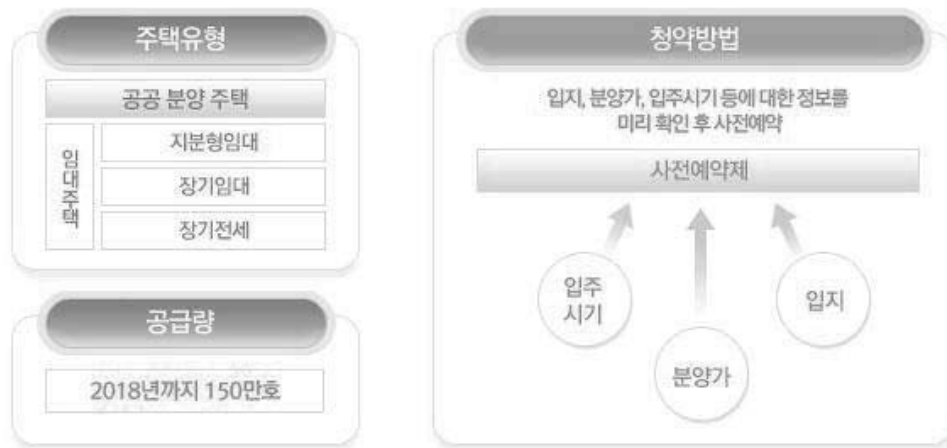 주택유형
공공 분양 주택
임대주택
지분형임대
장기임대
장기전세
공급량
2018년까지 150만호
청약방법
입지, 분양가, 입주시기 등에 대한 정보를
미리 확인 후 사전예약
사전예약제
입주
시기
분양가
입지